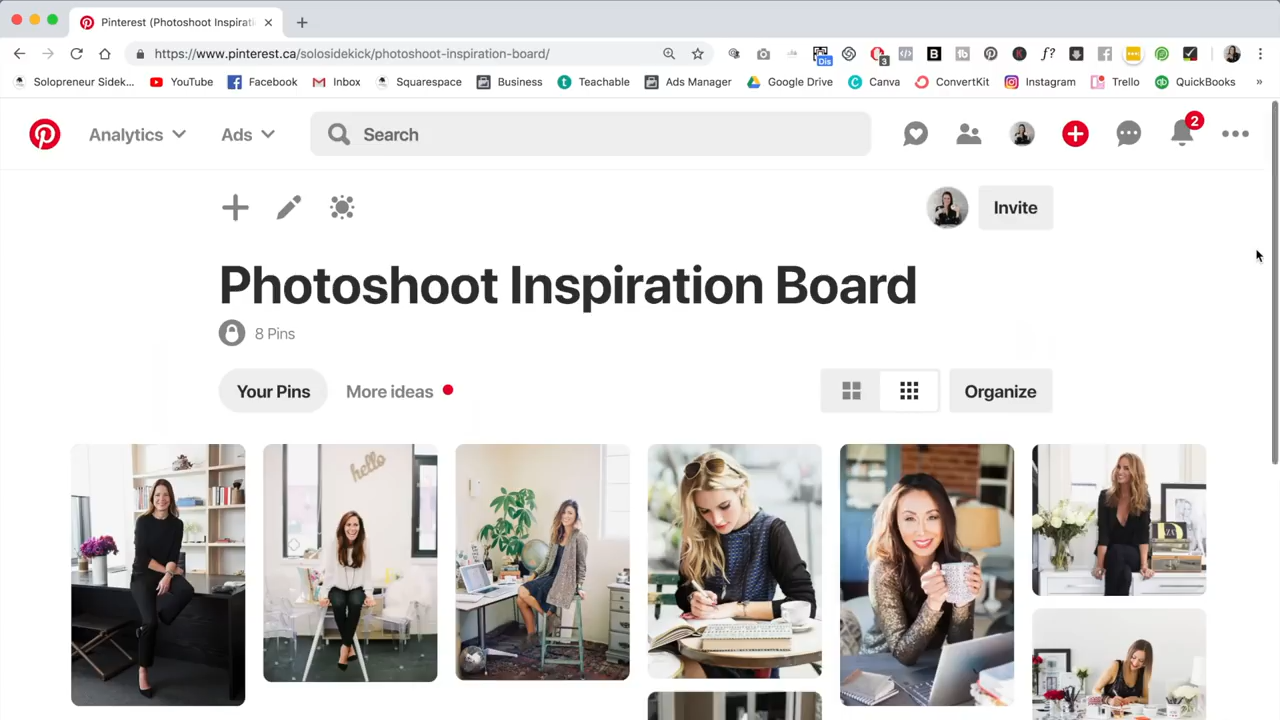 Pinterest (Photoshoot Inspirati
https://www.pinterest.ca/solosidekick/photoshoot-inspiration-board/
Dis
3
f?
Solopreneur Sidek...
YouTube
Facebook
Inbox
Squarespace
Business
Teachable
Ads Manager
Google Drive
Canva
ConvertKit
Instagram
Trello
QuickBooks
»
Analytics
Ads
Search
2
Invite
Photoshoot Inspiration Board
8 Pins
Your Pins
More ideas
Organize
hello